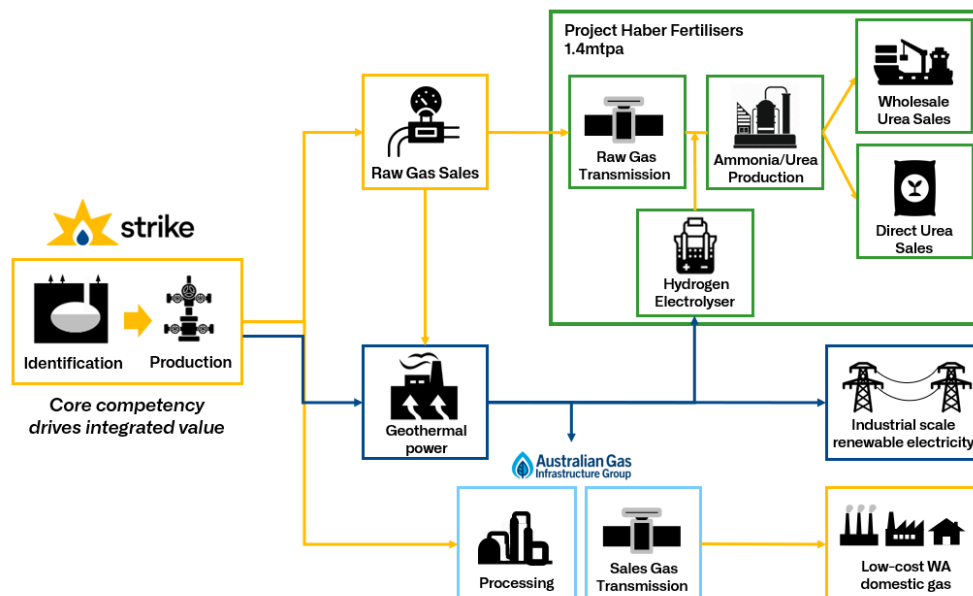 Project Haber Fertilisers
1.4mtpa
Raw Gas Sales
Raw Gas
Transmission
Ammonia/Urea
Production
Wholesale
Urea Sales
Direct Urea
Sales
Hydrogen
Electrolyser
strike
Identification
Production
Core competency
drives integrated value
Geothermal
power
Industrial scale
renewable electricity
Australian Gas
Infrastructure Group
Processing
Sales Gas
Transmission
Low-cost WA
domestic gas